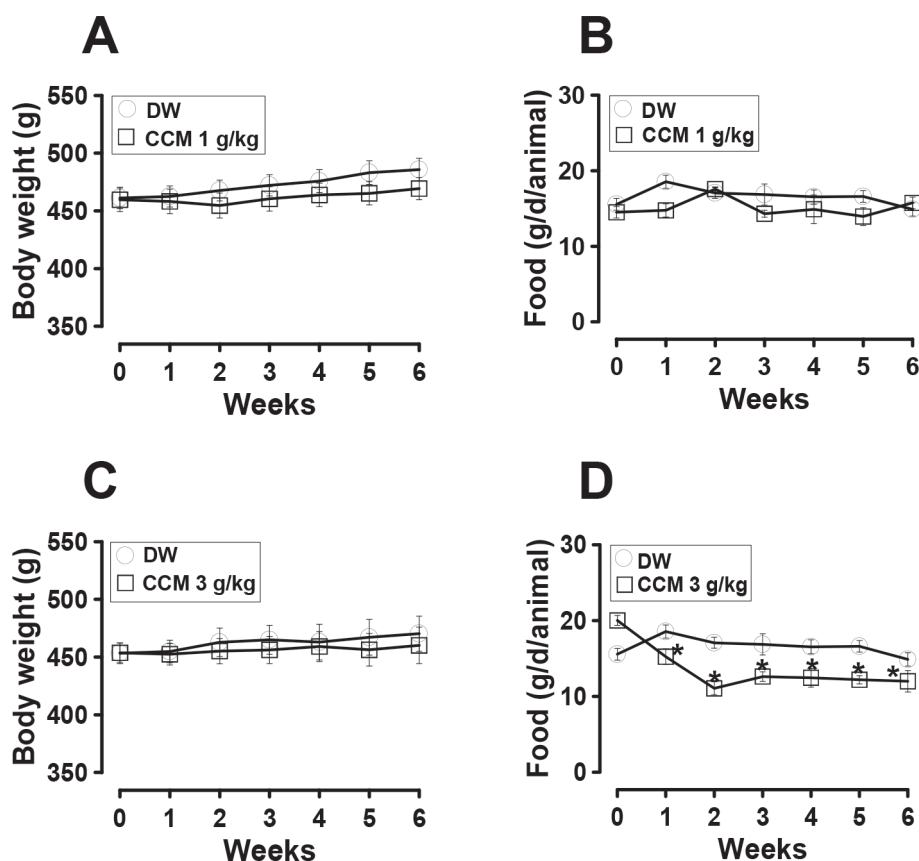 A
Body weight (g)
550
500
450
400
350
DW
CCM 1 g/kg
0 1 2 3 4 5 6
Weeks
B
Food (g/d/animal)
30
20
10
0
DW
CCM 1 g/kg
0 1 2 3 4 5 6
Weeks
C
Body weight (g)
550
500
450
400
350
DW
CCM 3 g/kg
0 1 2 3 4 5 6
Weeks
D
Food (g/d/animal)
30
20
10
0
DW
CCM 3 g/kg
* * * * * *
0 1 2 3 4 5 6
Weeks